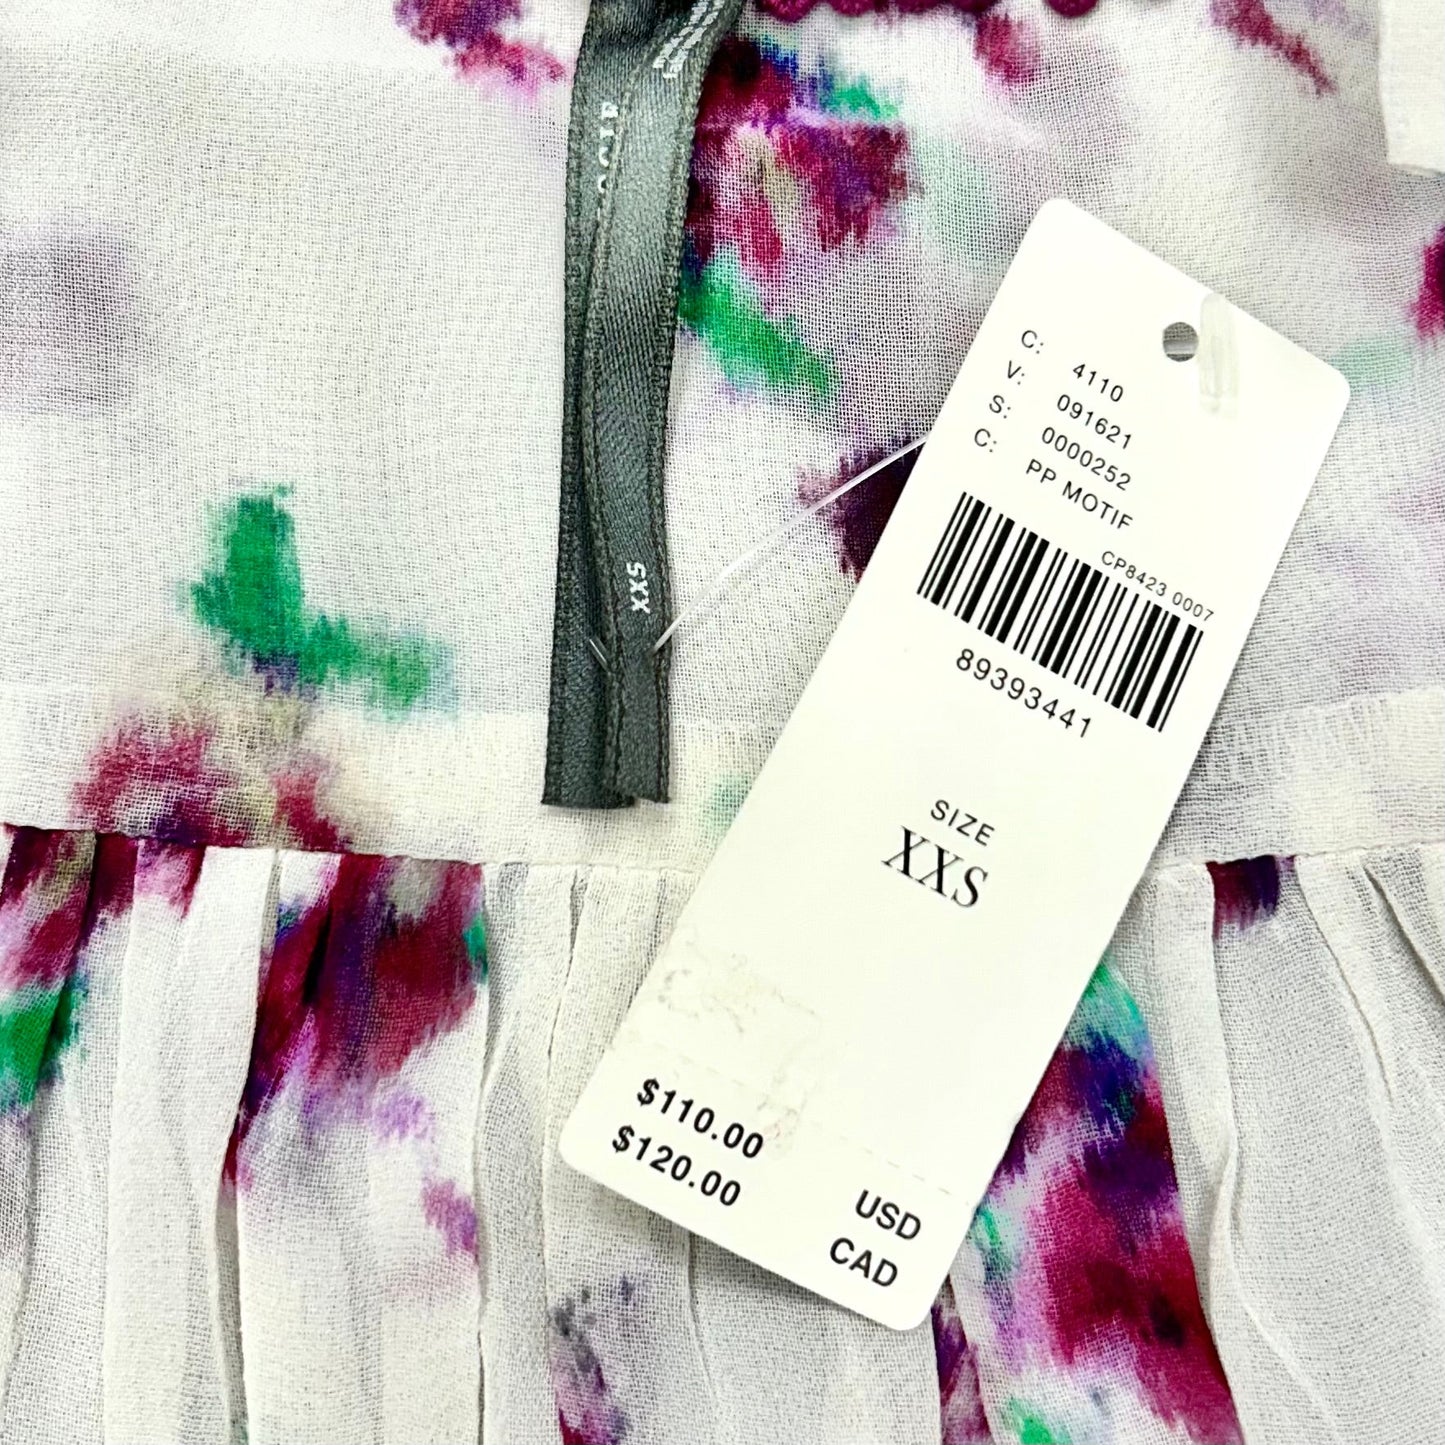 C: 4110
V: 091621
S: 0000252
C: PP MOTIF
CP8423 0007
89393441
SIZE
XXS
$110.00 USD
$120.00 CAD
XXS